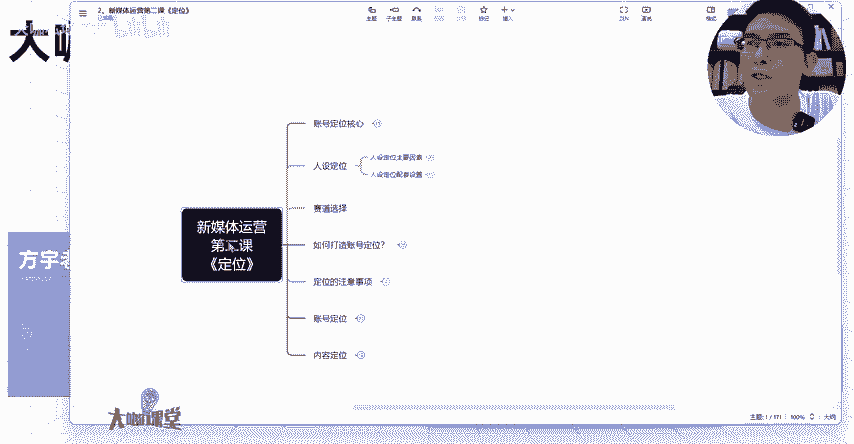 大咖
2、新媒体运营第二课《定位》
已编辑
主题
子主题
联系
标记
插入
ZEN
演说
格式
账号定位核心
人设定位
人设定位主要因素
人设定位配套设置
赛道选择
新媒体运营
第二课
《定位》
如何打造账号定位?
定位的注意事项
账号定位
内容定位
方宇老
大咖课堂
主题: 1 / 171
100%
大纲